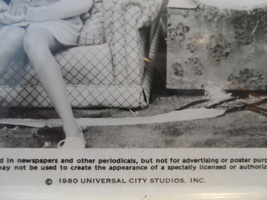 d in newspapers and other periodicals, but not for advertising or poster purp
may not be used to create the appearance of a specially licensed or authoriz
© 1980 UNIVERSAL CITY STUDIOS, INC.